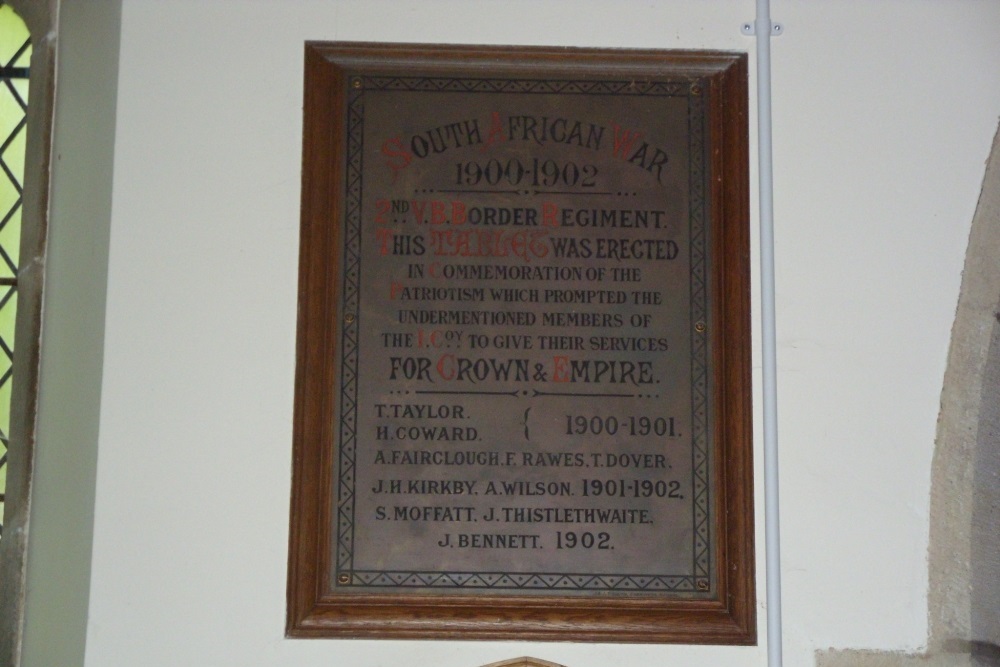 SOUTH AFRICAN WAR
1900-1902
2ND V.B. BORDER REGIMENT.
THIS TABLET WAS ERECTED
IN COMMEMORATION OF THE
PATRIOTISM WHICH PROMPTED THE
UNDERMENTIONED MEMBERS OF
THE I. COY. TO GIVE THEIR SERVICES
FOR CROWN & EMPIRE.
T. TAYLOR.
H. COWARD. { 1900-1901.
A. FAIRCLOUGH. F. RAWES. T. DOVER.
J.H. KIRKBY. A. WILSON. 1901-1902.
S. MOFFATT. J. THISTLETHWAITE.
J. BENNETT. 1902.